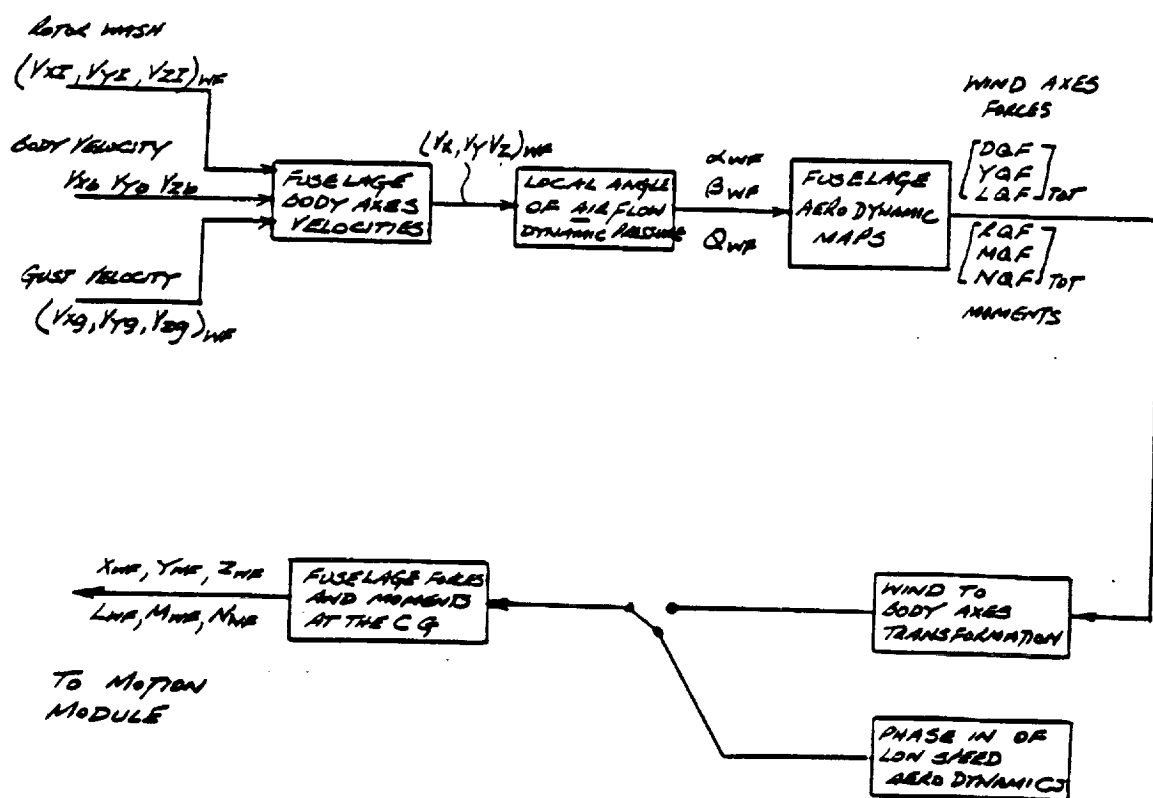 ROTOR WASH
(VXI, VYI, VZI)WF
BODY VELOCITY
VXb VYb VZb
GUST VELOCITY
(VXg, VYg, VZg)WF
FUSELAGE
BODY AXES
VELOCITIES
(VX, VY VZ)WF
LOCAL ANGLE
OF AIR FLOW
DYNAMIC PRESSURE
αWF
βWF
QWF
FUSELAGE
AERODYNAMIC
MAPS
WIND AXES
FORCES
[DQF
YQF
LQF]TOT
[RQF
MQF
NQF]TOT
MOMENTS
WIND TO
BODY AXES
TRANSFORMATION
PHASE IN OF
LOW SPEED
AERODYNAMICS
FUSELAGE FORCES
AND MOMENTS
AT THE CG
XWF, YWF, ZWF
LWF, MWF, NWF
TO MOTION
MODULE